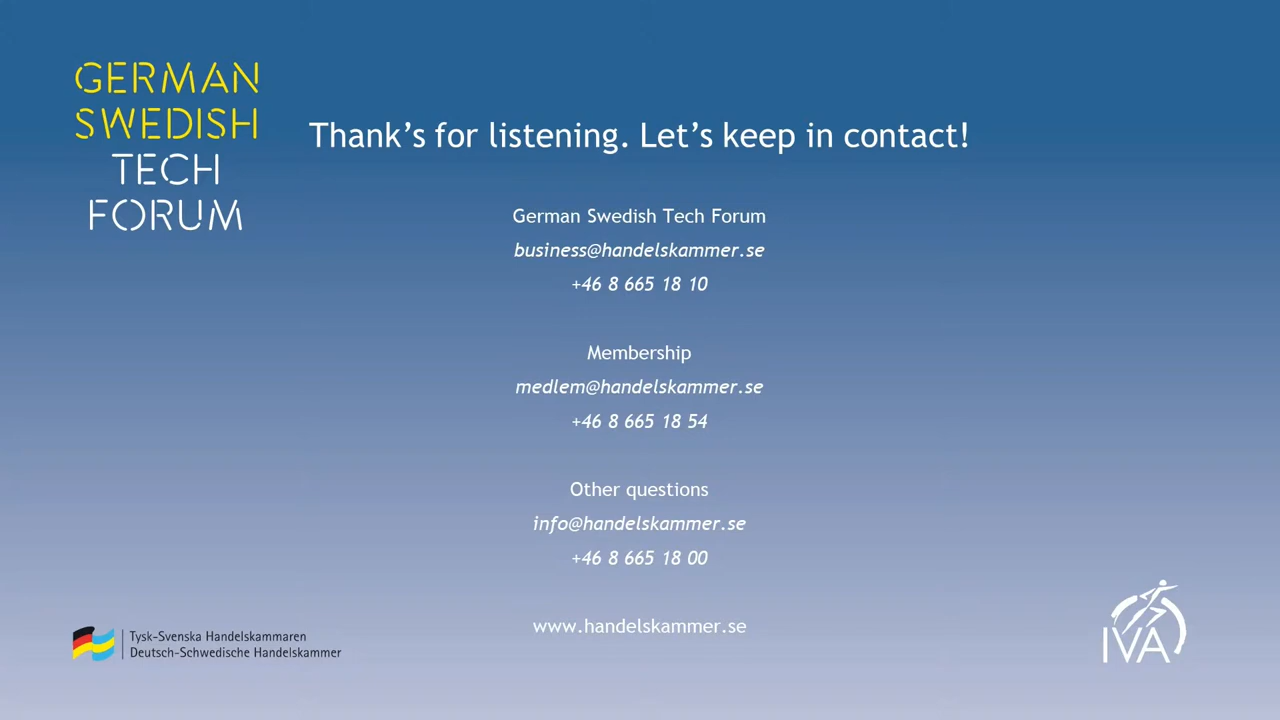 GERMAN
SWEDISH
TECH
FORUM
Thank’s for listening. Let’s keep in contact!
German Swedish Tech Forum
business@handelskammer.se
+46 8 665 18 10
Membership
medlem@handelskammer.se
+46 8 665 18 54
Other questions
info@handelskammer.se
+46 8 665 18 00
www.handelskammer.se
Tysk-Svenska Handelskammaren
Deutsch-Schwedische Handelskammer
IVA